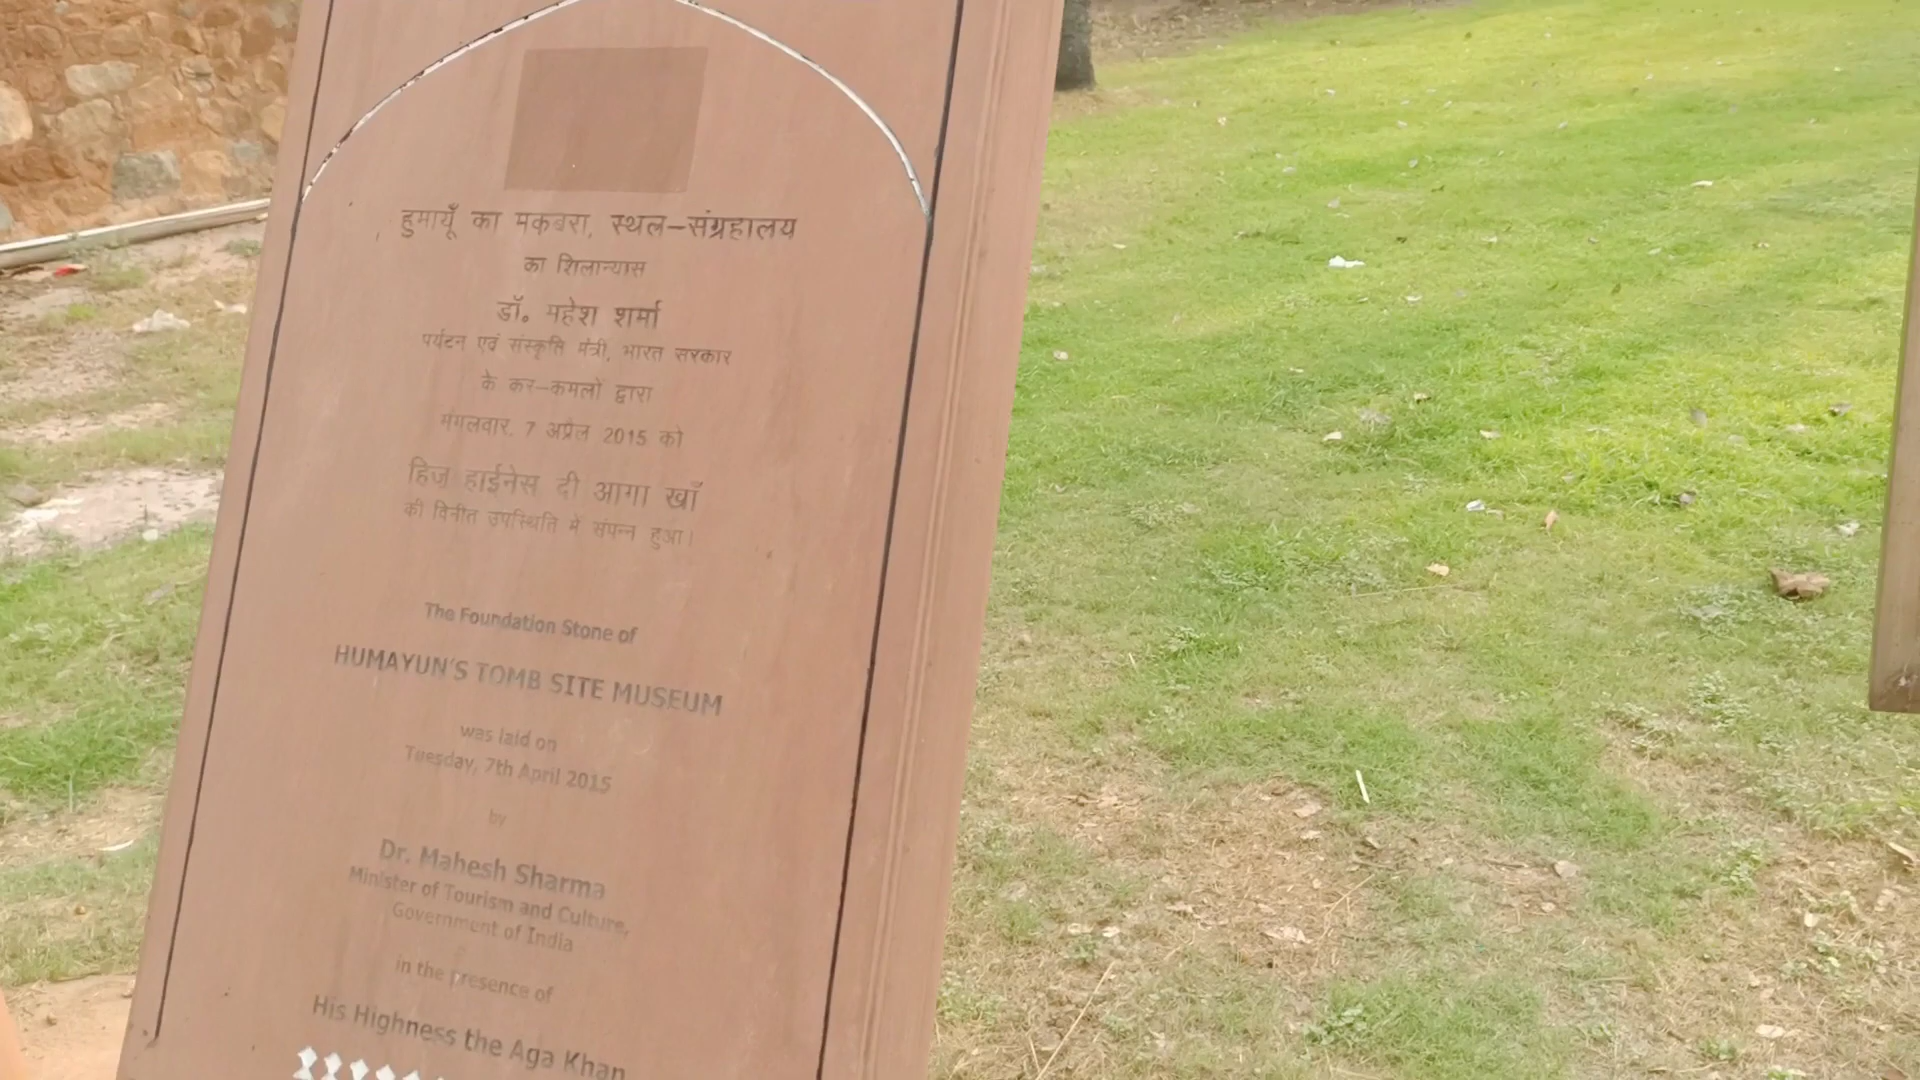 हुमायूँ का मकबरा, स्थल-संग्रहालय
का शिलान्यास
डॉ. महेश शर्मा
पर्यटन एवं संस्कृति मंत्री, भारत सरकार
के कर-कमलों द्वारा
मंगलवार, 7 अप्रैल 2015 को
हिज़ हाईनेस दी आगा खाँ
की विनीत उपस्थिति में संपन्न हुआ।
The Foundation Stone of
HUMAYUN'S TOMB SITE MUSEUM
was laid on
Tuesday, 7th April 2015
by
Dr. Mahesh Sharma
Minister of Tourism and Culture,
Government of India
in the presence of
His Highness the Aga Khan